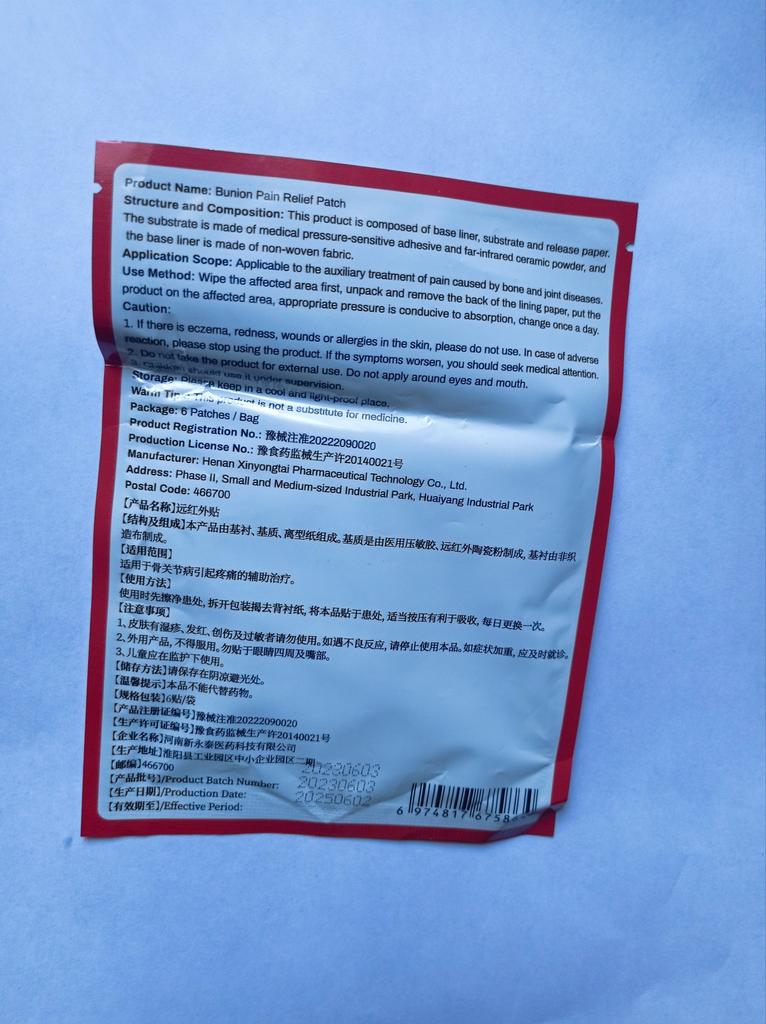 Product Name: Bunion Pain Relief Patch
Structure and Composition: This product is composed of base liner, substrate and release paper.
The substrate is made of medical pressure-sensitive adhesive and far-infrared ceramic powder, and
the base liner is made of non-woven fabric.
Application Scope: Applicable to the auxiliary treatment of pain caused by bone and joint diseases.
Use Method: Wipe the affected area first, unpack and remove the back of the lining paper, put the
product on the affected area, appropriate pressure is conducive to absorption, change once a day.
Caution:
1. If there is eczema, redness, wounds or allergies in the skin, please do not use. In case of adverse
reaction, please stop using the product. If the symptoms worsen, you should seek medical attention.
2. Do not take the product for external use. Do not apply around eyes and mouth.
3. Children should use it under supervision.
Storage: Please keep in a cool and light-proof place.
Warm Tip: This product is not a substitute for medicine.
Package: 6 Patches / Bag
Product Registration No.: 豫械注准20222090020
Production License No.: 豫食药监械生产许20140021号
Manufacturer: Henan Xinyongtai Pharmaceutical Technology Co., Ltd.
Address: Phase II, Small and Medium-sized Industrial Park, Huaiyang Industrial Park
Postal Code: 466700
【产品名称】远红外贴
【结构及组成】本产品由基衬、基质、离型纸组成。基质是由医用压敏胶、远红外陶瓷粉制成, 基衬由非织
造布制成。
【适用范围】
适用于骨关节病引起疼痛的辅助治疗。
【使用方法】
使用时先擦净患处, 拆开包装揭去背衬纸, 将本品贴于患处, 适当按压有利于吸收, 每日更换一次。
【注意事项】
1、皮肤有湿疹、发红、创伤及过敏者请勿使用。如遇不良反应, 请停止使用本品。如症状加重, 应及时就诊。
2、外用产品, 不得服用。勿贴于眼睛四周及嘴部。
3、儿童应在监护下使用。
【储存方法】请保存在阴凉避光处。
【温馨提示】本品不能代替药物。
【规格包装】6贴/袋
【产品注册证编号】豫械注准20222090020
【生产许可证编号】豫食药监械生产许20140021号
【企业名称】河南新永泰医药科技有限公司
【生产地址】淮阳县工业园区中小企业园区二期
【邮编】466700
【产品批号】/Product Batch Number: 20230603
【生产日期】/Production Date: 20230603
【有效期至】/Effective Period: 20250602
6 974817 6758